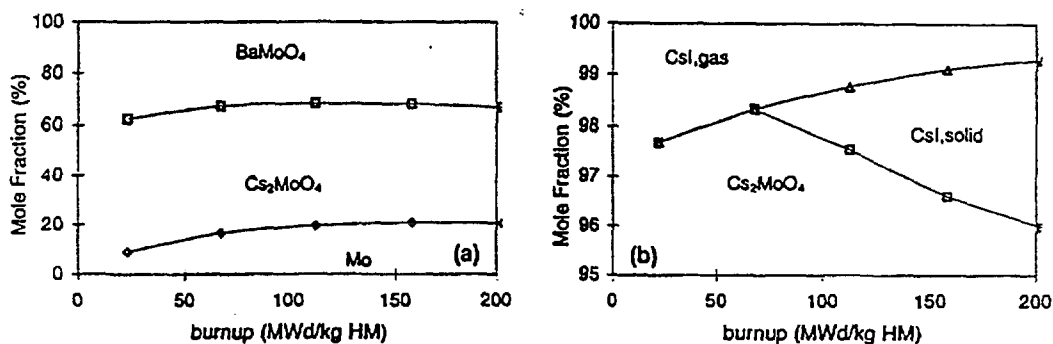 Mole Fraction (%)
100
80
60
40
20
0
BaMoO₄
Cs₂MoO₄
Mo
(a)
0
50
100
150
200
burnup (MWd/kg HM)
Mole Fraction (%)
100
99
98
97
96
95
CsI,gas
CsI,solid
Cs₂MoO₄
(b)
0
50
100
150
200
burnup (MWd/kg HM)